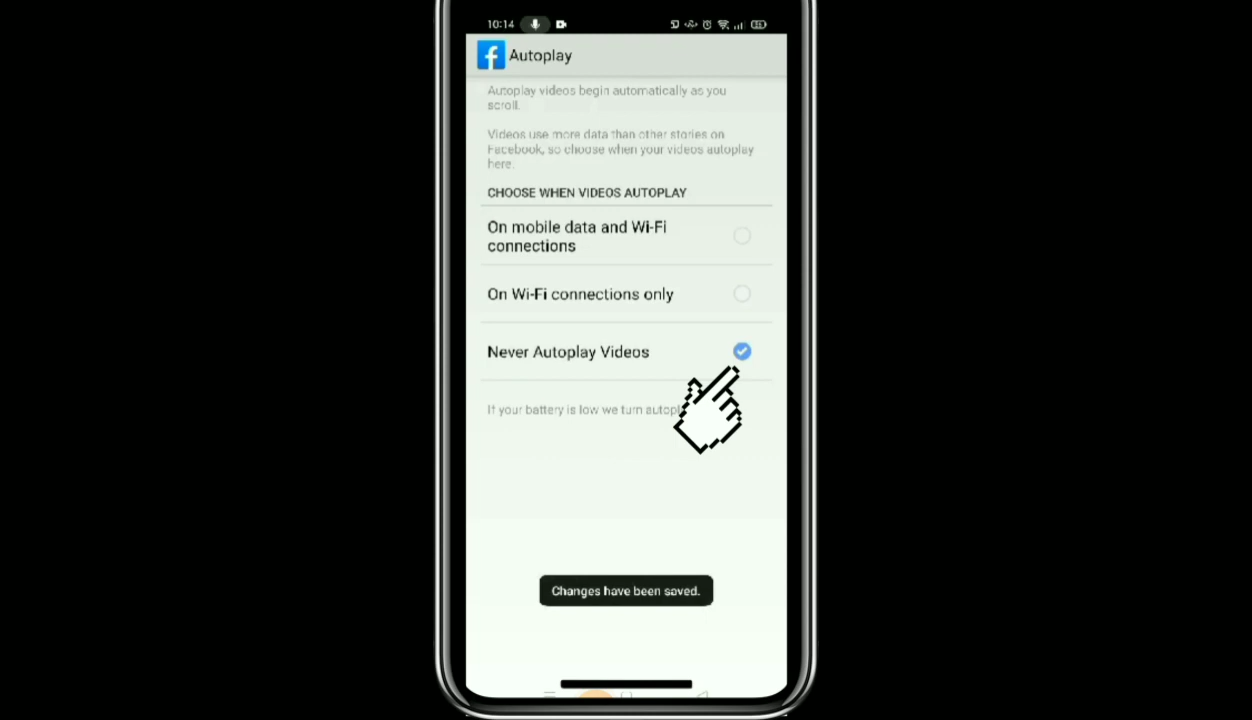 10:14
Autoplay
Autoplay videos begin automatically as you
scroll.
Videos use more data than other stories on
Facebook, so choose when your videos autoplay
here.
CHOOSE WHEN VIDEOS AUTOPLAY
On mobile data and Wi-Fi
connections
On Wi-Fi connections only
Never Autoplay Videos
If your battery is low we turn
Changes have been saved.